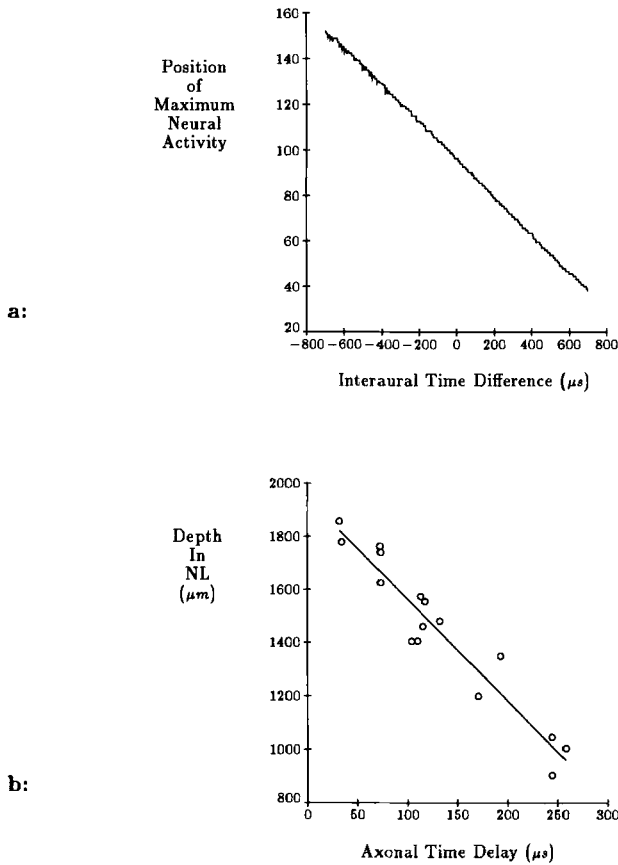 160
140
120
100
80
60
40
20
Position
of
Maximum
Neural
Activity
a:
−800 −600 −400 −200 0 200 400 600 800
Interaural Time Difference (μs)
2000
1800
1600
1400
1200
1000
800
Depth
In
NL
(μm)
b:
0 50 100 150 200 250 300
Axonal Time Delay (μs)